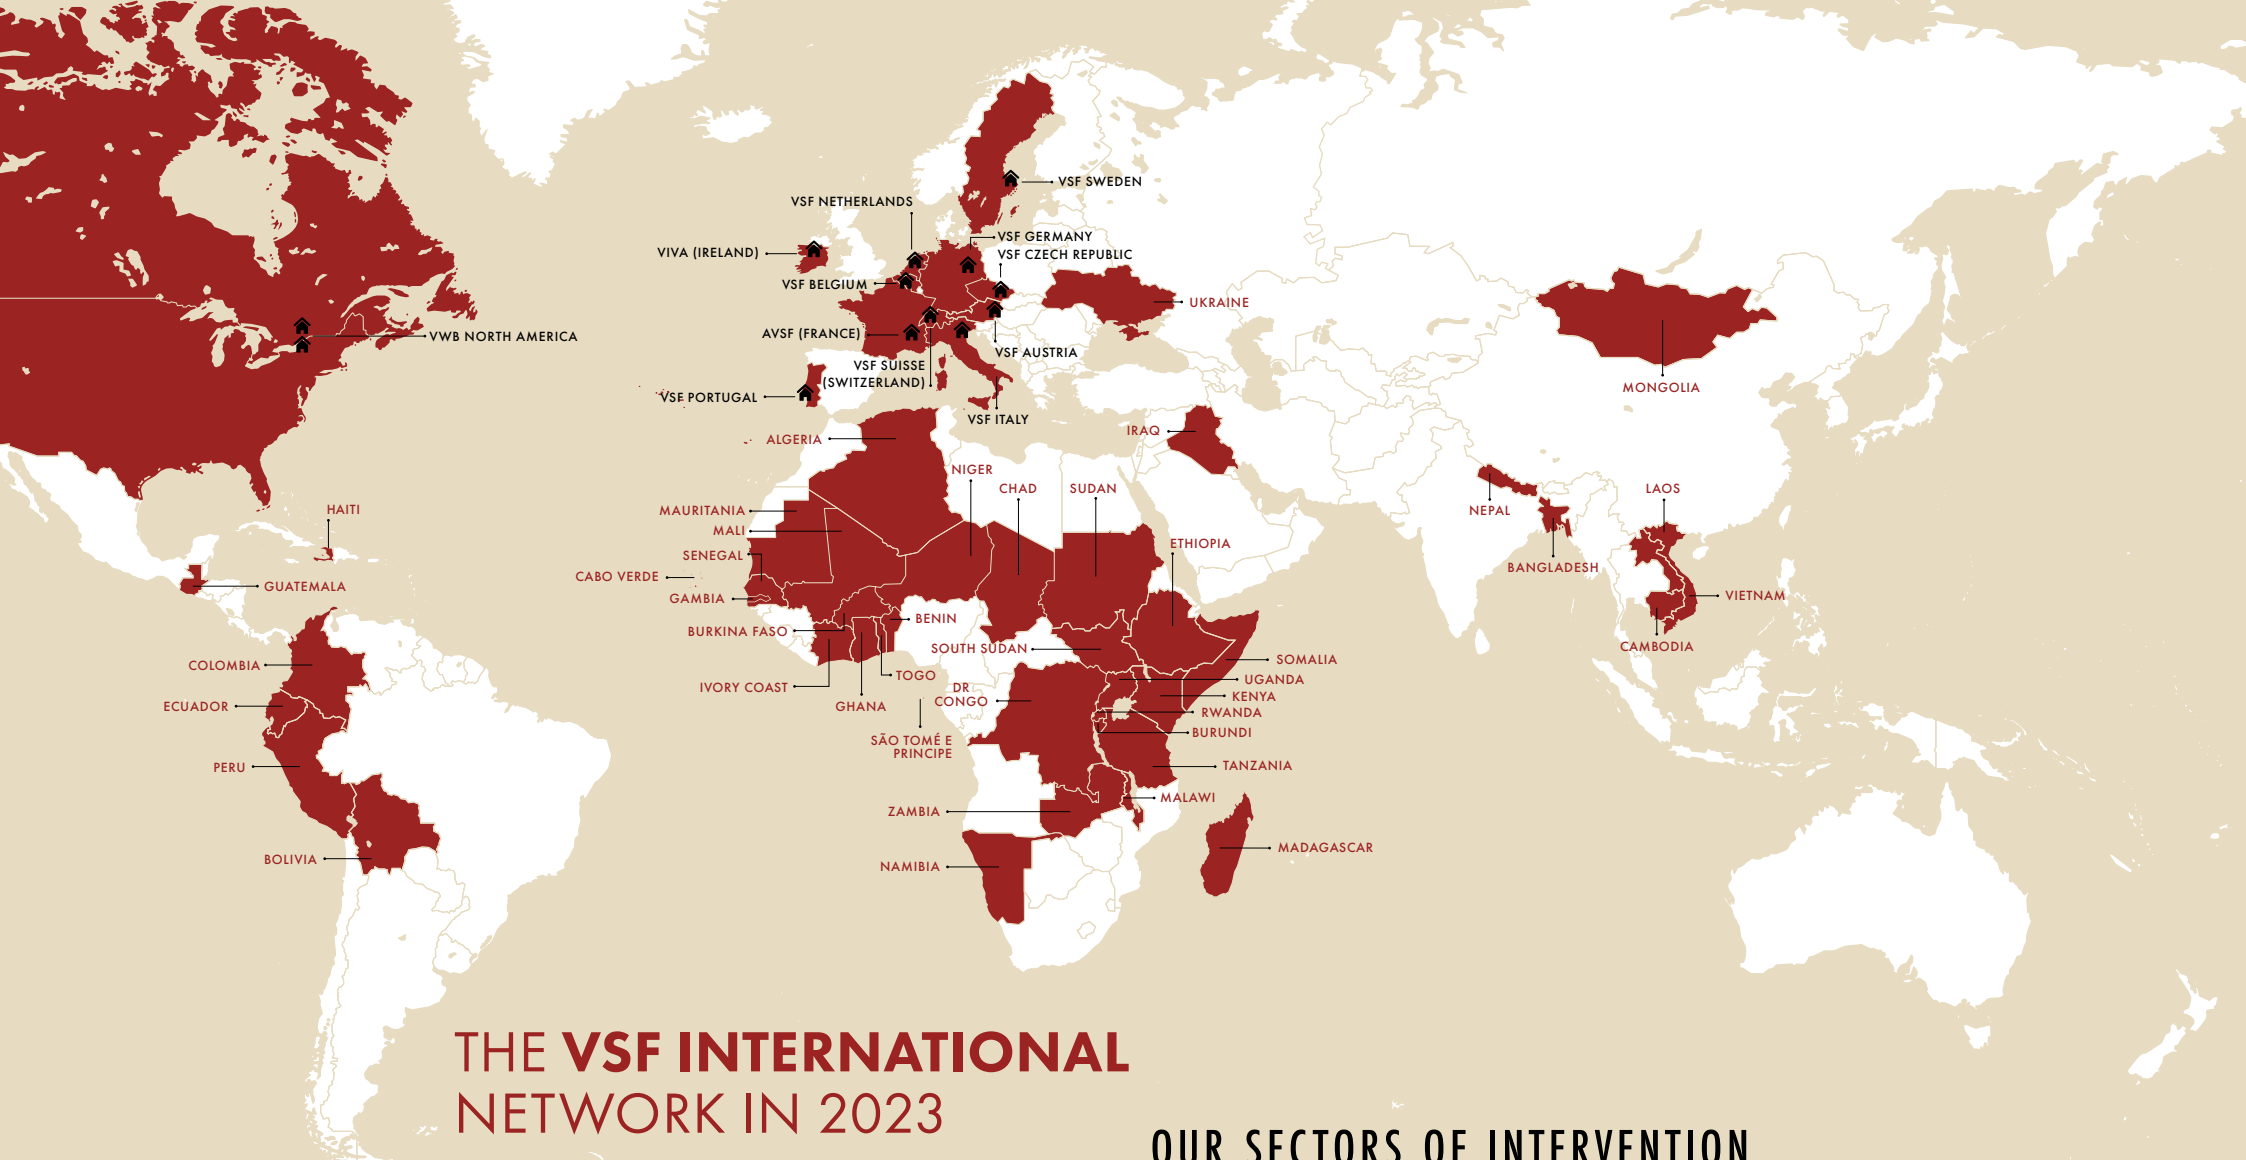 VSF SWEDEN
VSF NETHERLANDS
VSF GERMANY
VIVA (IRELAND)
VSF CZECH REPUBLIC
VSF BELGIUM
UKRAINE
AVSF (FRANCE)
VWB NORTH AMERICA
VSF AUSTRIA
VSF SUISSE
(SWITZERLAND)
MONGOLIA
VSF PORTUGAL
VSF ITALY
IRAQ
ALGERIA
NIGER
CHAD
SUDAN
LAOS
HAITI
MAURITANIA
NEPAL
MALI
ETHIOPIA
SENEGAL
BANGLADESH
CABO VERDE
GUATEMALA
VIETNAM
GAMBIA
BENIN
BURKINA FASO
CAMBODIA
SOUTH SUDAN
SOMALIA
COLOMBIA
TOGO
UGANDA
IVORY COAST
DR
CONGO
KENYA
ECUADOR
GHANA
RWANDA
BURUNDI
SÃO TOMÉ E
PRINCIPE
PERU
TANZANIA
MALAWI
ZAMBIA
MADAGASCAR
BOLIVIA
NAMIBIA
THE VSF INTERNATIONAL
NETWORK IN 2023
OUR SECTORS OF INTERVENTION